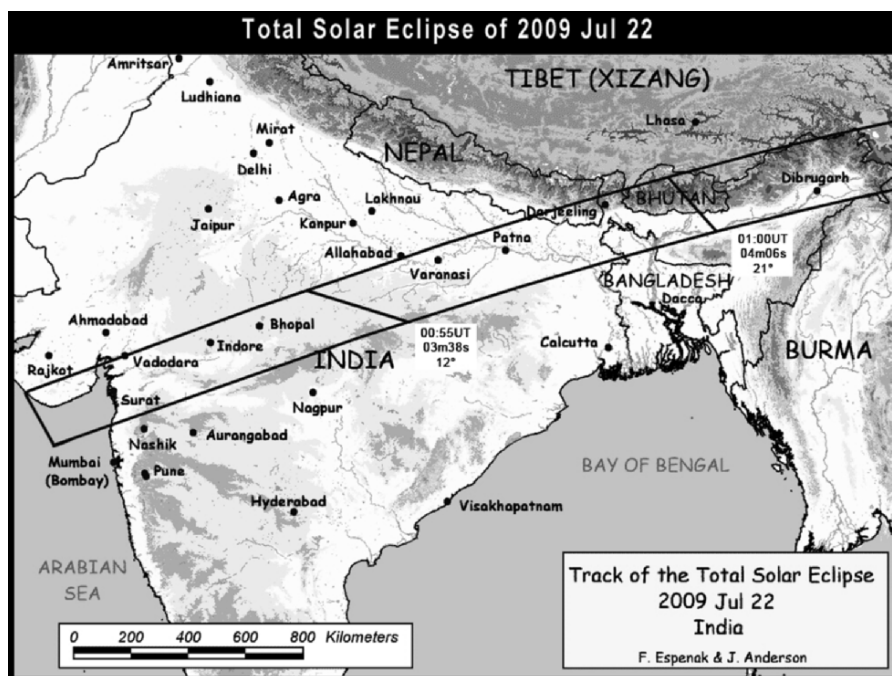 Total Solar Eclipse of 2009 Jul 22
Amritsar
TIBET (XIZANG)
Ludhiana
Lhasa
Mirat
NEPAL
Delhi
Dibrugarh
BHUTAN
Agra
Lakhnau
Darjeeling
Jaipur
Kanpur
Patna
01:00UT
04m06s
21°
Allahabad
Varanasi
BANGLADESH
Dacca
Ahmadabad
Bhopal
00:55UT
03m38s
12°
Indore
Calcutta
INDIA
BURMA
Rajkot
Vadodara
Surat
Nagpur
Nashik
Aurangabad
Mumbai
(Bombay)
Pune
BAY OF BENGAL
Hyderabad
Visakhapatnam
ARABIAN
SEA
Track of the Total Solar Eclipse
2009 Jul 22
India
F. Espenak & J. Anderson
0 200 400 600 800 Kilometers